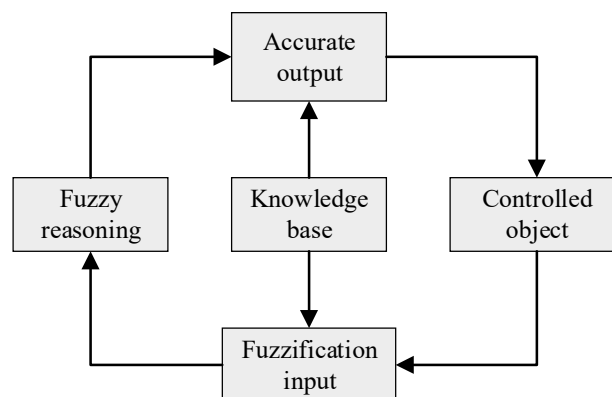 Accurate
output
Fuzzy
reasoning
Knowledge
base
Controlled
object
Fuzzification
input